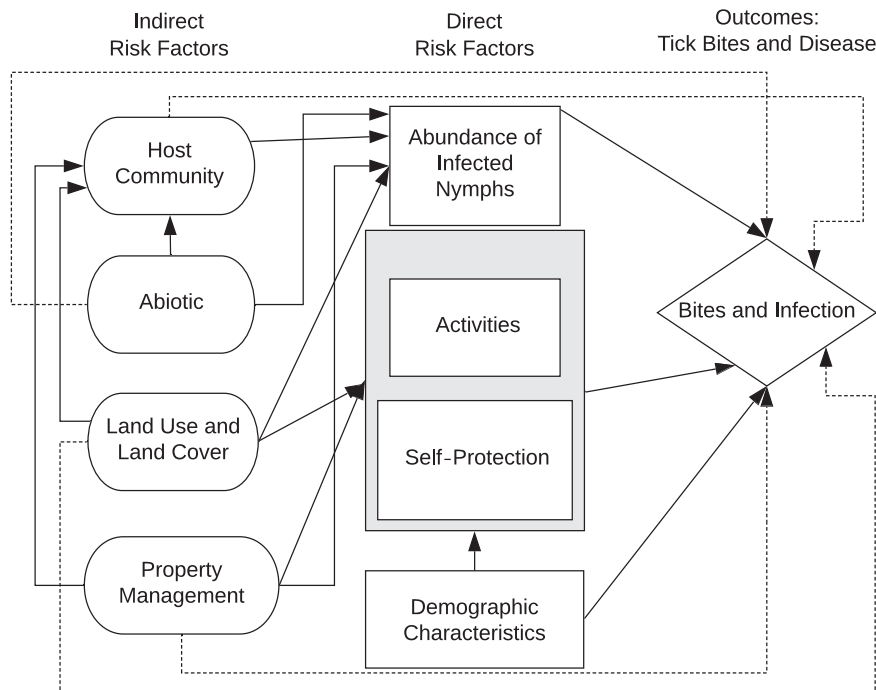 Indirect
Risk Factors
Direct
Risk Factors
Outcomes:
Tick Bites and Disease
Host
Community
Abundance of
Infected
Nymphs
Abiotic
Activities
Bites and Infection
Land Use and
Land Cover
Self-Protection
Property
Management
Demographic
Characteristics